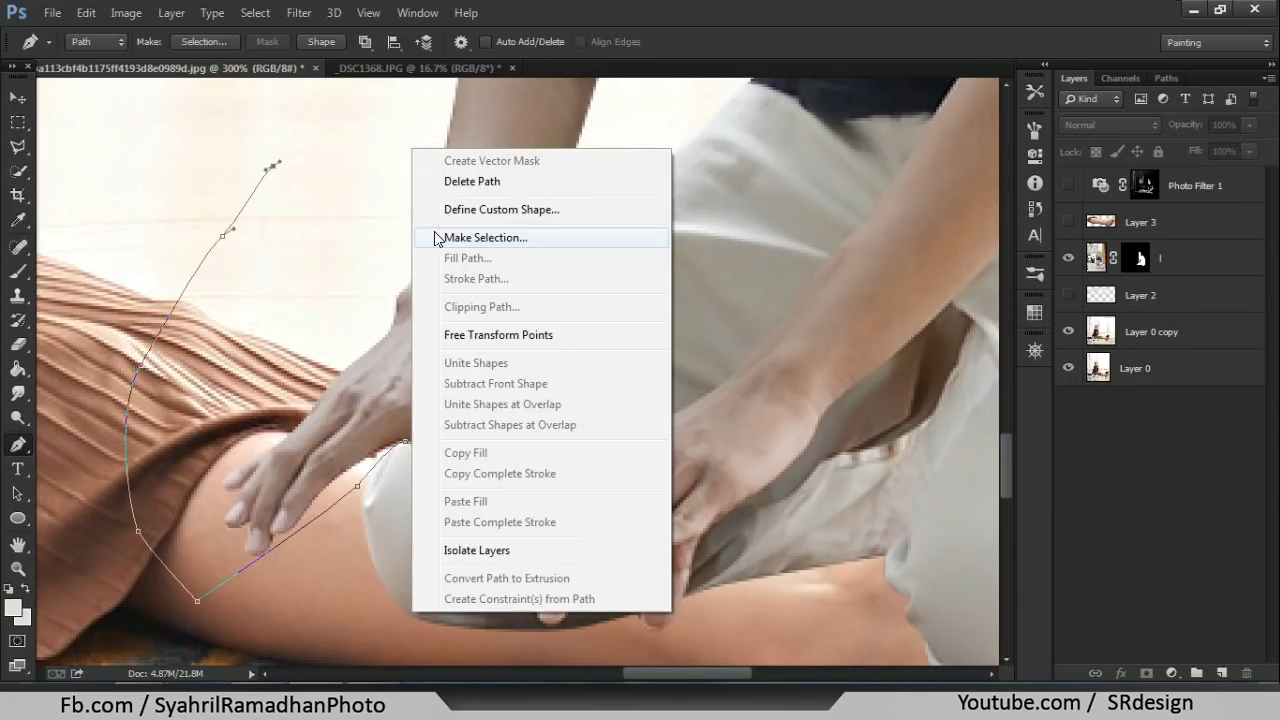 Ps File Edit Image Layer Type Select Filter 3D View Window Help
Path Make: Selection... Mask Shape Auto Add/Delete Align Edges Painting
a113cbf4b1175ff4193d8e0989d.jpg @ 300% (RGB/8#) * × _DSC1368.JPG @ 16.7% (RGB/8*) * ×
Layers Channels Paths
Kind
Normal Opacity: 100%
Lock: Fill: 100%
Photo Filter 1
Layer 3
l
Layer 2
Layer 0 copy
Layer 0
Create Vector Mask
Delete Path
Define Custom Shape...
Make Selection...
Fill Path...
Stroke Path...
Clipping Path...
Free Transform Points
Unite Shapes
Subtract Front Shape
Unite Shapes at Overlap
Subtract Shapes at Overlap
Copy Fill
Copy Complete Stroke
Paste Fill
Paste Complete Stroke
Isolate Layers
Convert Path to Extrusion
Create Constraint(s) from Path
Doc: 4.87M/21.8M
Fb.com / SyahrilRamadhanPhoto
Youtube.com / SRdesign